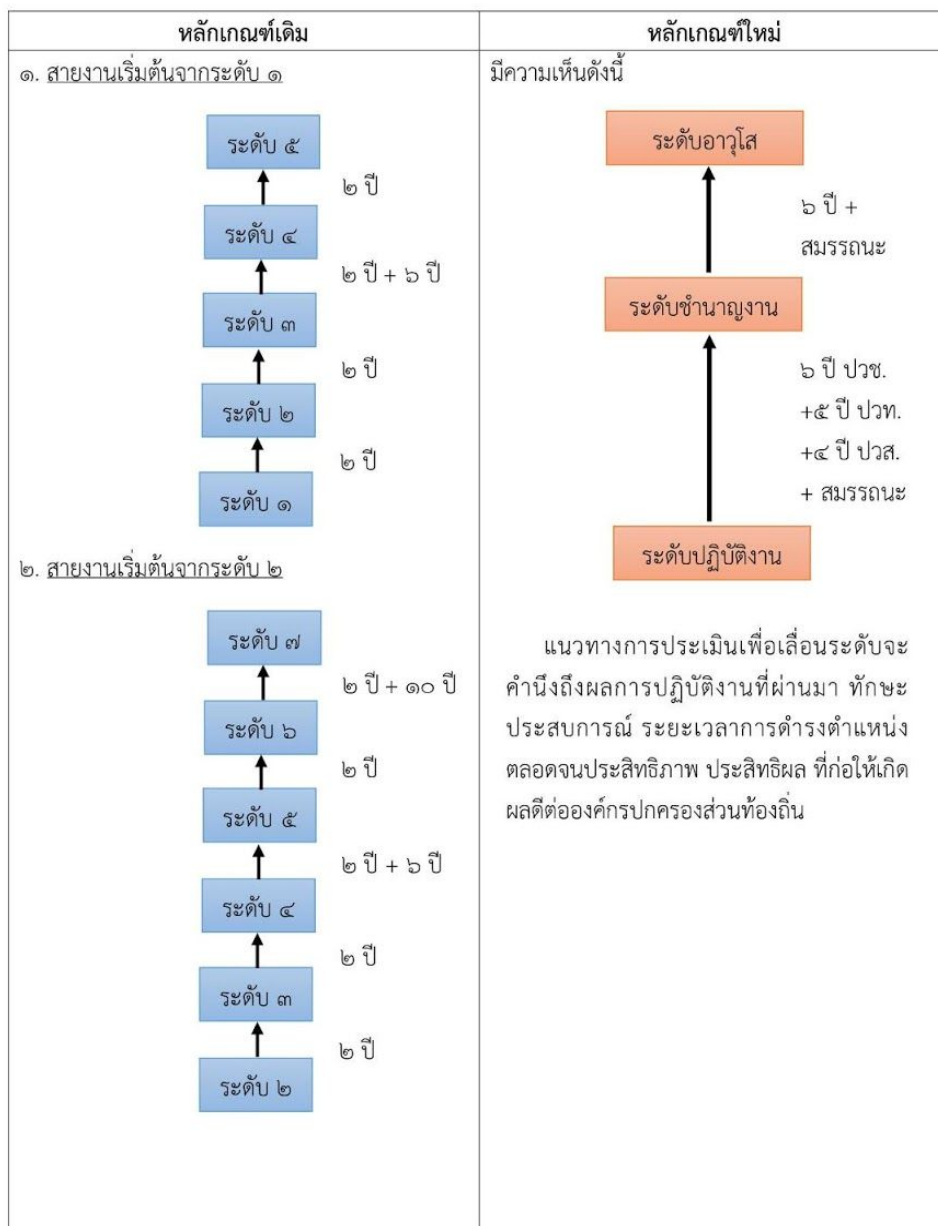 หลักเกณฑ์เดิม
๑. สายงานเริ่มต้นจากระดับ ๑
ระดับ ๕
๒ ปี
ระดับ ๔
๒ ปี + ๖ ปี
ระดับ ๓
๒ ปี
ระดับ ๒
๒ ปี
ระดับ ๑
๒. สายงานเริ่มต้นจากระดับ ๒
ระดับ ๗
๒ ปี + ๑๐ ปี
ระดับ ๖
๒ ปี
ระดับ ๕
๒ ปี + ๖ ปี
ระดับ ๔
๒ ปี
ระดับ ๓
๒ ปี
ระดับ ๒
หลักเกณฑ์ใหม่
มีความเห็นดังนี้
ระดับอาวุโส
๖ ปี +
สมรรถนะ
ระดับชำนาญงาน
๖ ปี ปวช.
+๕ ปี ปวท.
+๔ ปี ปวส.
+ สมรรถนะ
ระดับปฏิบัติงาน
แนวทางการประเมินเพื่อเลื่อนระดับจะ
คำนึงถึงผลการปฏิบัติงานที่ผ่านมา ทักษะ
ประสบการณ์ ระยะเวลาการดำรงตำแหน่ง
ตลอดจนประสิทธิภาพ ประสิทธิผล ที่ก่อให้เกิด
ผลดีต่อองค์กรปกครองส่วนท้องถิ่น